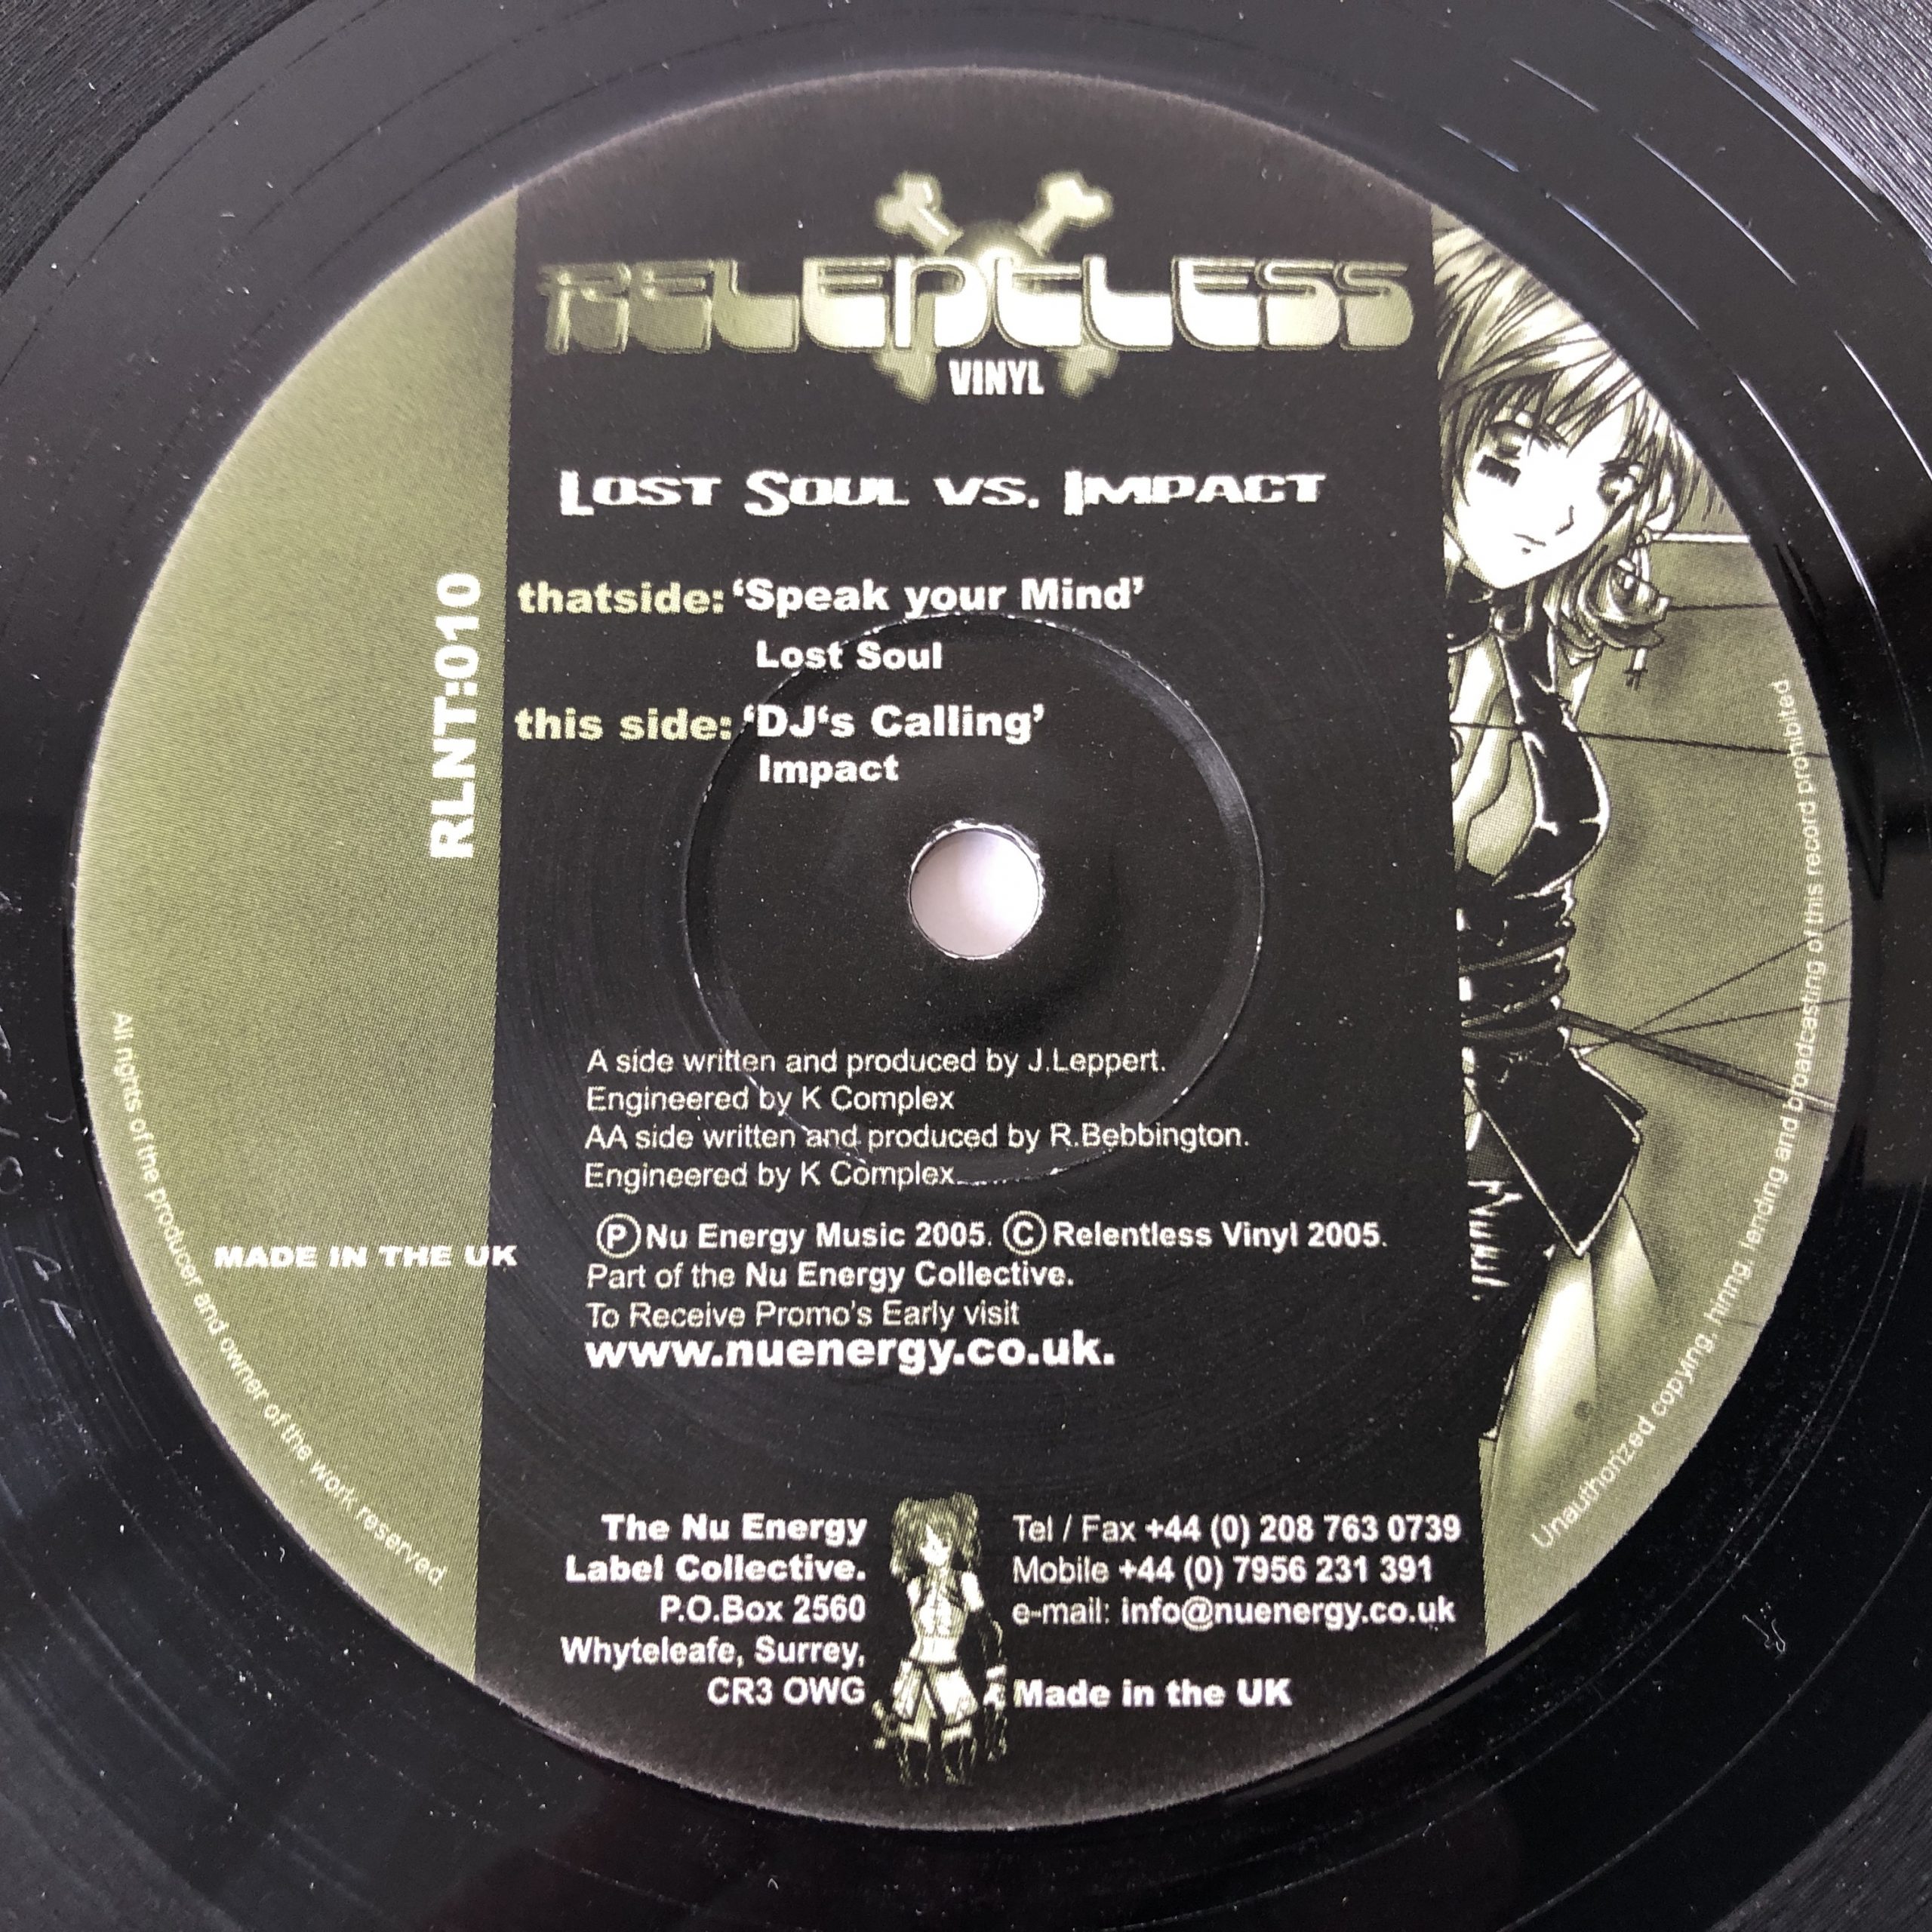 RELENTLESS
VINYL
LOST SOUL VS. IMPACT
thatside: ‘Speak your Mind’
Lost Soul
this side: ‘DJ‘s Calling’
Impact
RLNT:010
A side written and produced by J.Leppert.
Engineered by K Complex
AA side written and produced by R.Bebbington.
Engineered by K Complex.
Ⓟ Nu Energy Music 2005. © Relentless Vinyl 2005.
Part of the Nu Energy Collective.
To Receive Promo's Early visit
www.nuenergy.co.uk.
MADE IN THE UK
The Nu Energy
Label Collective.
P.O.Box 2560
Whyteleafe, Surrey,
CR3 OWG
Tel / Fax +44 (0) 208 763 0739
Mobile +44 (0) 7956 231 391
e-mail: info@nuenergy.co.uk
Made in the UK
All rights of the producer and owner of the work reserved.
Unauthorized copying, hiring, lending and broadcasting of this record prohibited